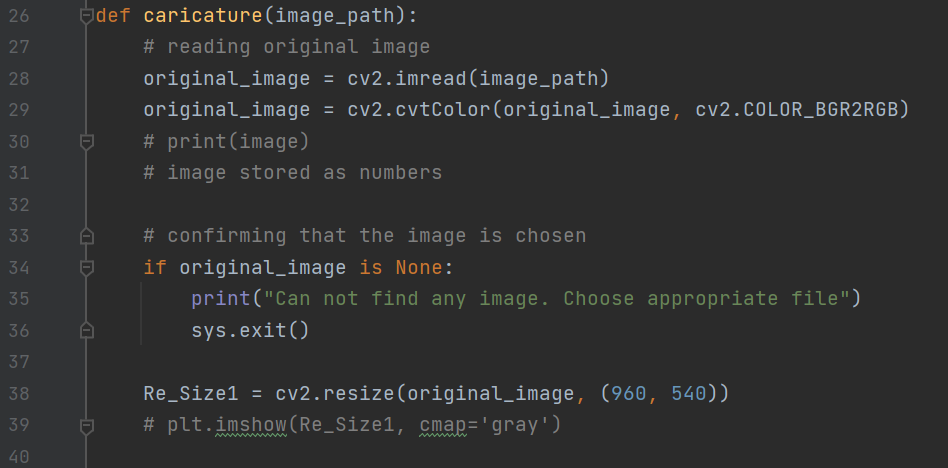 26 def caricature(image_path):
27 # reading original image
28 original_image = cv2.imread(image_path)
29 original_image = cv2.cvtColor(original_image, cv2.COLOR_BGR2RGB)
30 # print(image)
31 # image stored as numbers
32
33 # confirming that the image is chosen
34 if original_image is None:
35 print("Can not find any image. Choose appropriate file")
36 sys.exit()
37
38 Re_Size1 = cv2.resize(original_image, (960, 540))
39 # plt.imshow(Re_Size1, cmap='gray')
40